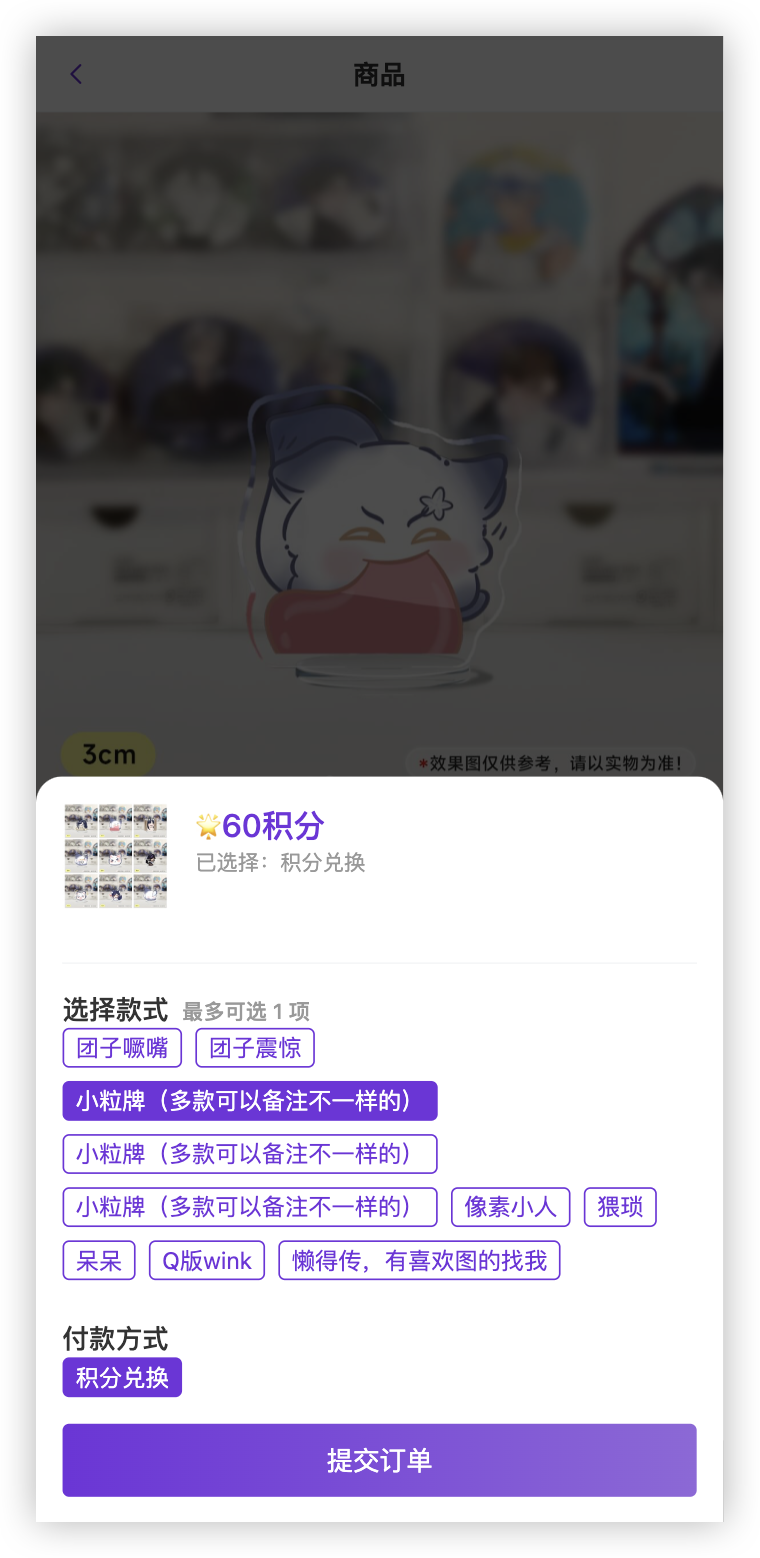 商品
3cm
*效果图仅供参考，请以实物为准！
🌟60积分
已选择：积分兑换
选择款式 最多可选 1 项
团子噘嘴 团子震惊
小粒牌（多款可以备注不一样的）
小粒牌（多款可以备注不一样的）
小粒牌（多款可以备注不一样的） 像素小人 猥琐
呆呆 Q版wink 懒得传，有喜欢图的找我
付款方式
积分兑换
提交订单